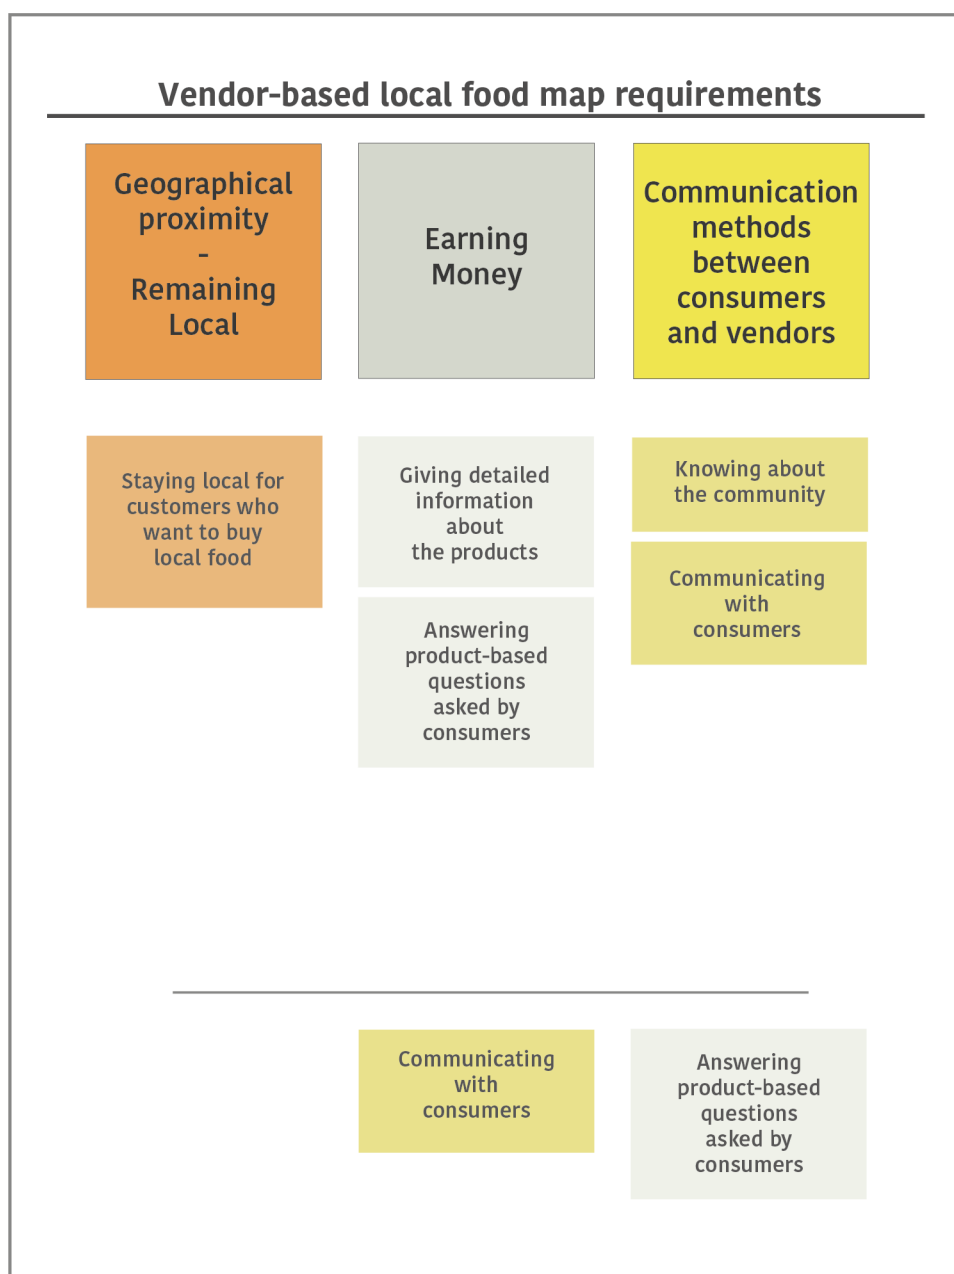 Vendor-based local food map requirements
Geographical
proximity
-
Remaining
Local
Earning
Money
Communication
methods
between
consumers
and vendors
Staying local for
customers who
want to buy
local food
Giving detailed
information
about
the products
Answering
product-based
questions
asked by
consumers
Knowing about
the community
Communicating
with
consumers
Communicating
with
consumers
Answering
product-based
questions
asked by
consumers